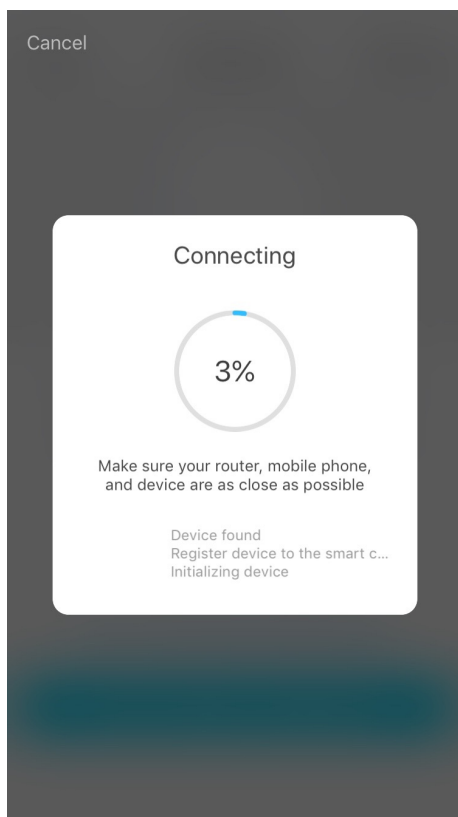 Cancel
Connecting
3%
Make sure your router, mobile phone,
and device are as close as possible
Device found
Register device to the smart c...
Initializing device